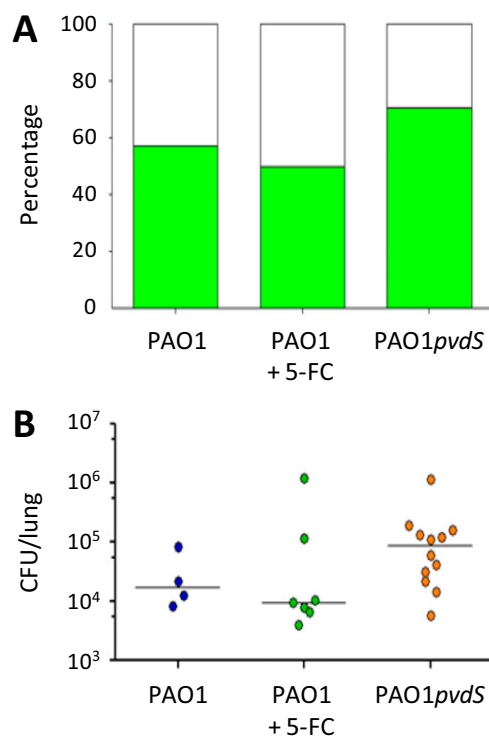 A
100
80
60
40
20
0
Percentage
PAO1
PAO1
+ 5-FC
PAO1pvdS
B
10⁷
10⁶
10⁵
10⁴
10³
CFU/lung
PAO1
PAO1
+ 5-FC
PAO1pvdS